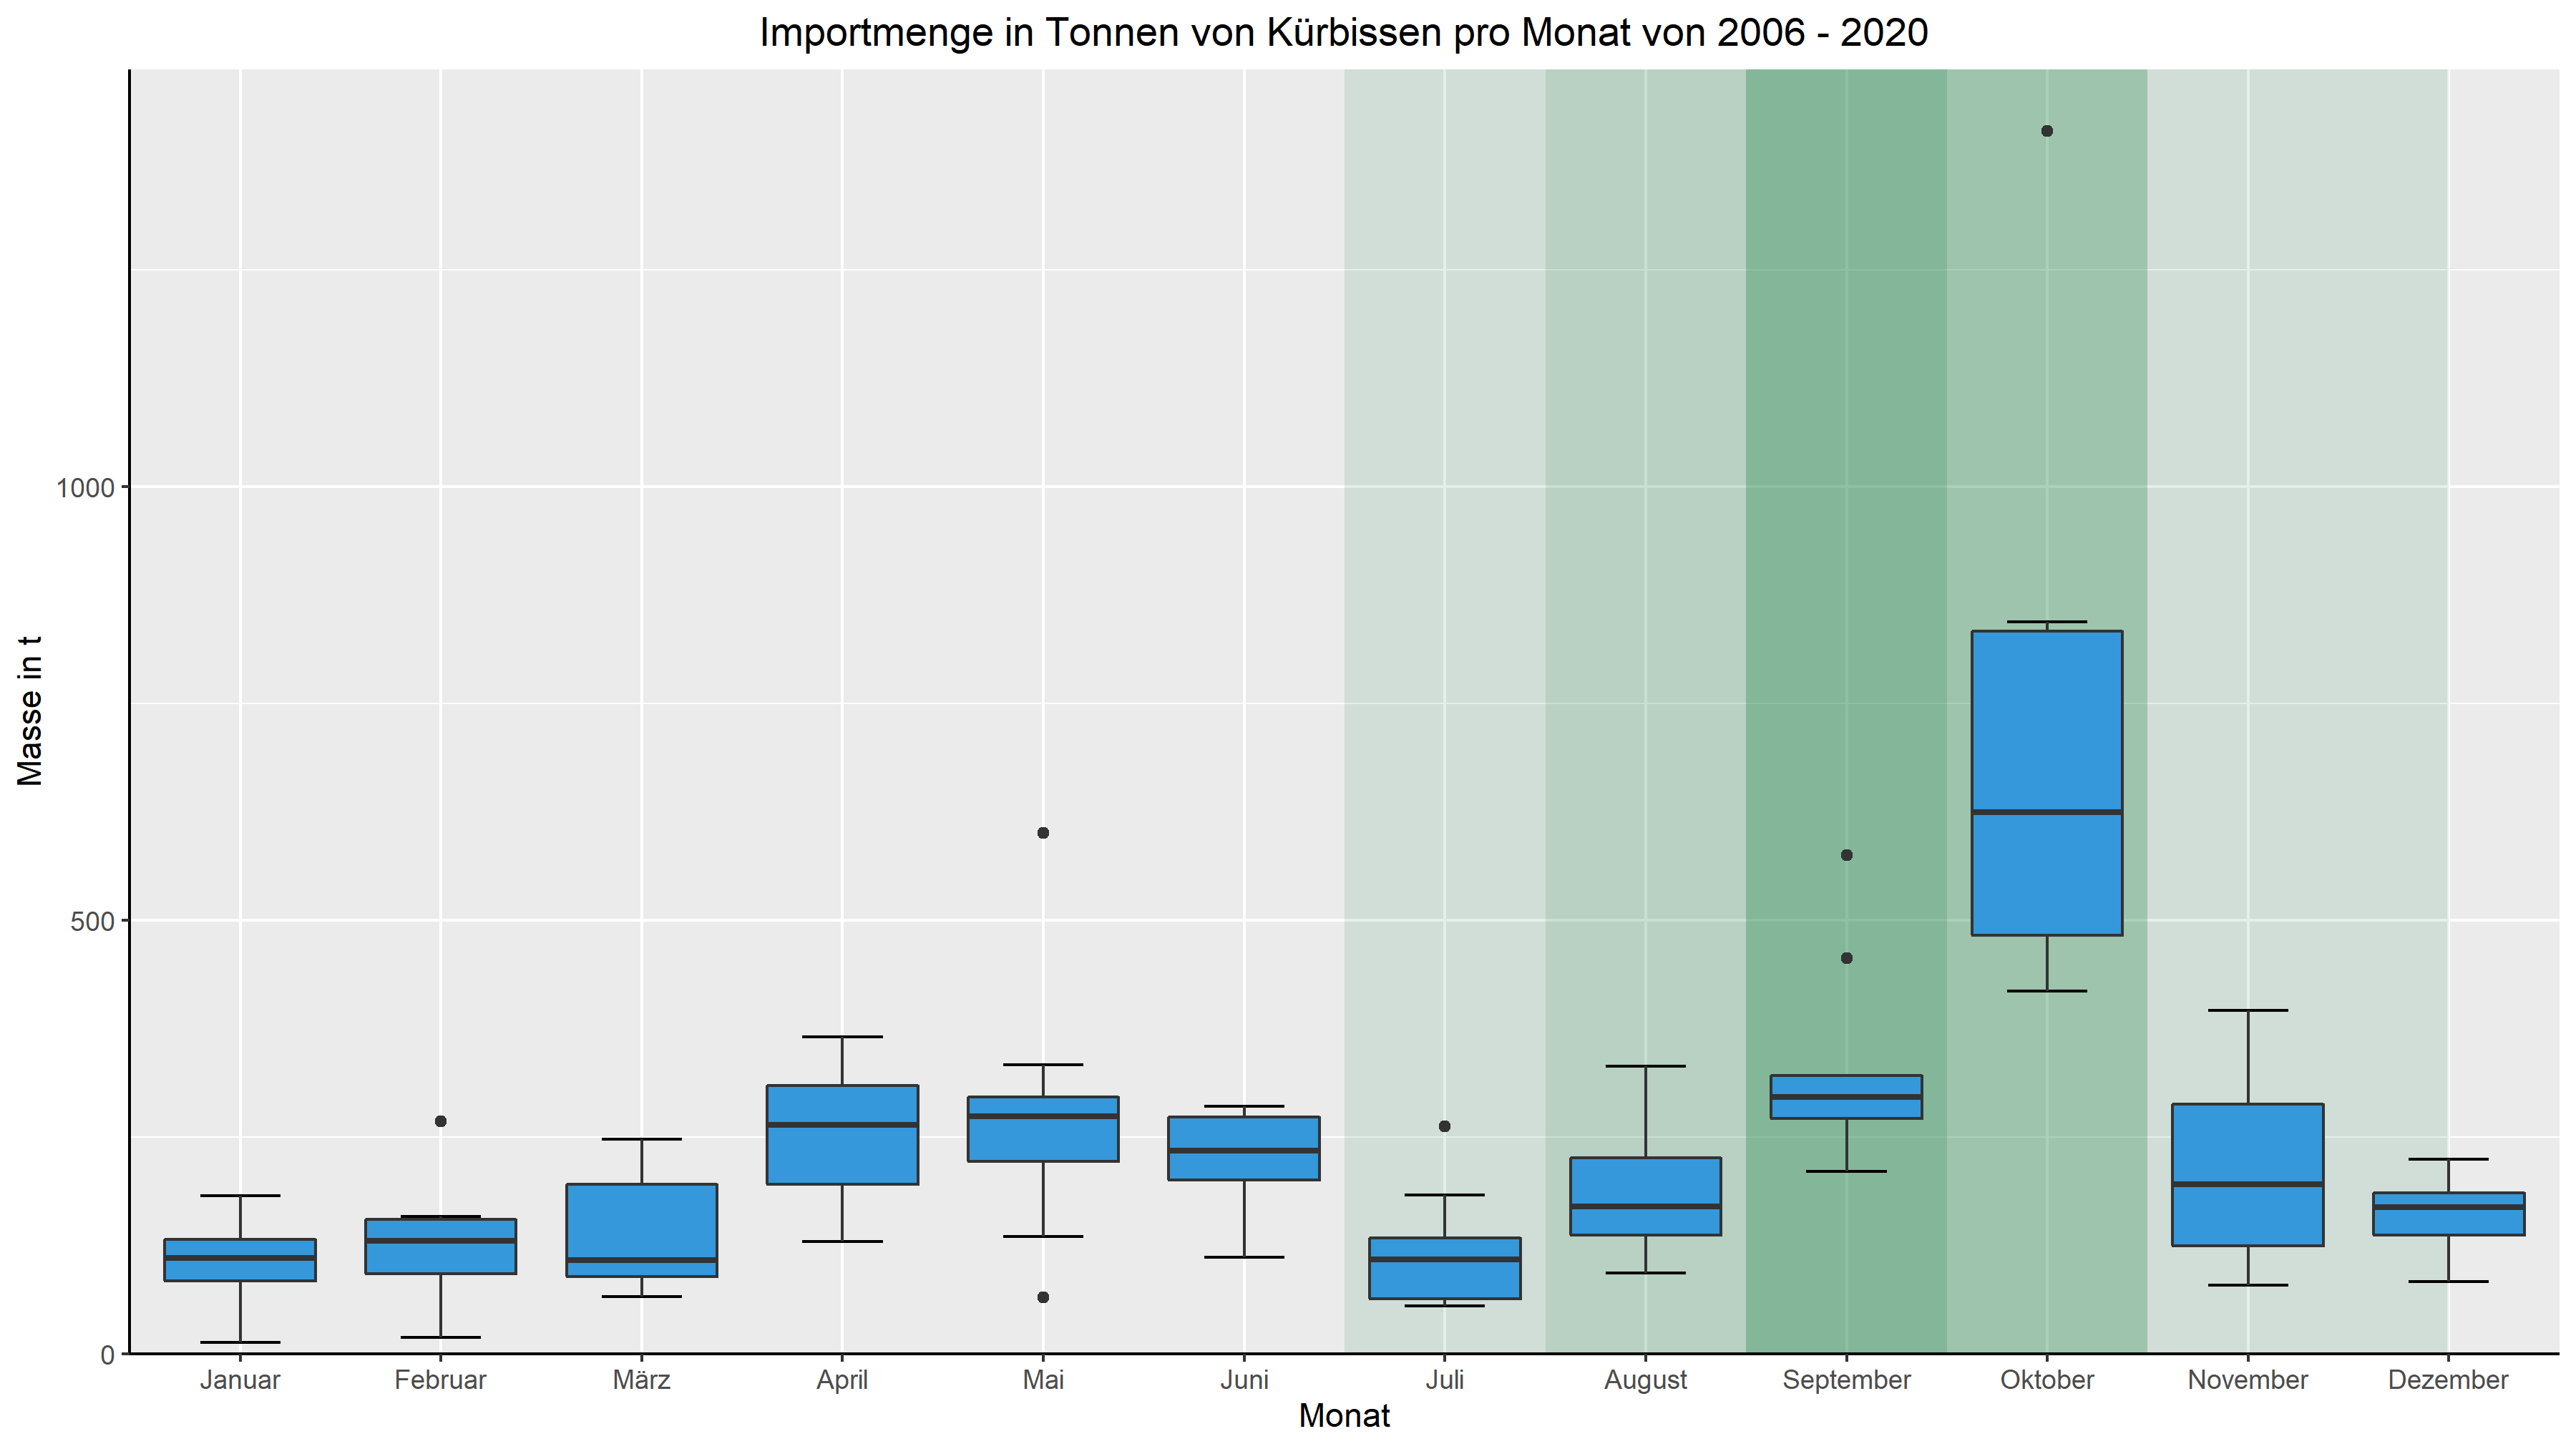 Importmenge in Tonnen von Kürbissen pro Monat von 2006 - 2020
Masse in t
1000
500
0
Januar Februar März April Mai Juni Juli August September Oktober November Dezember
Monat